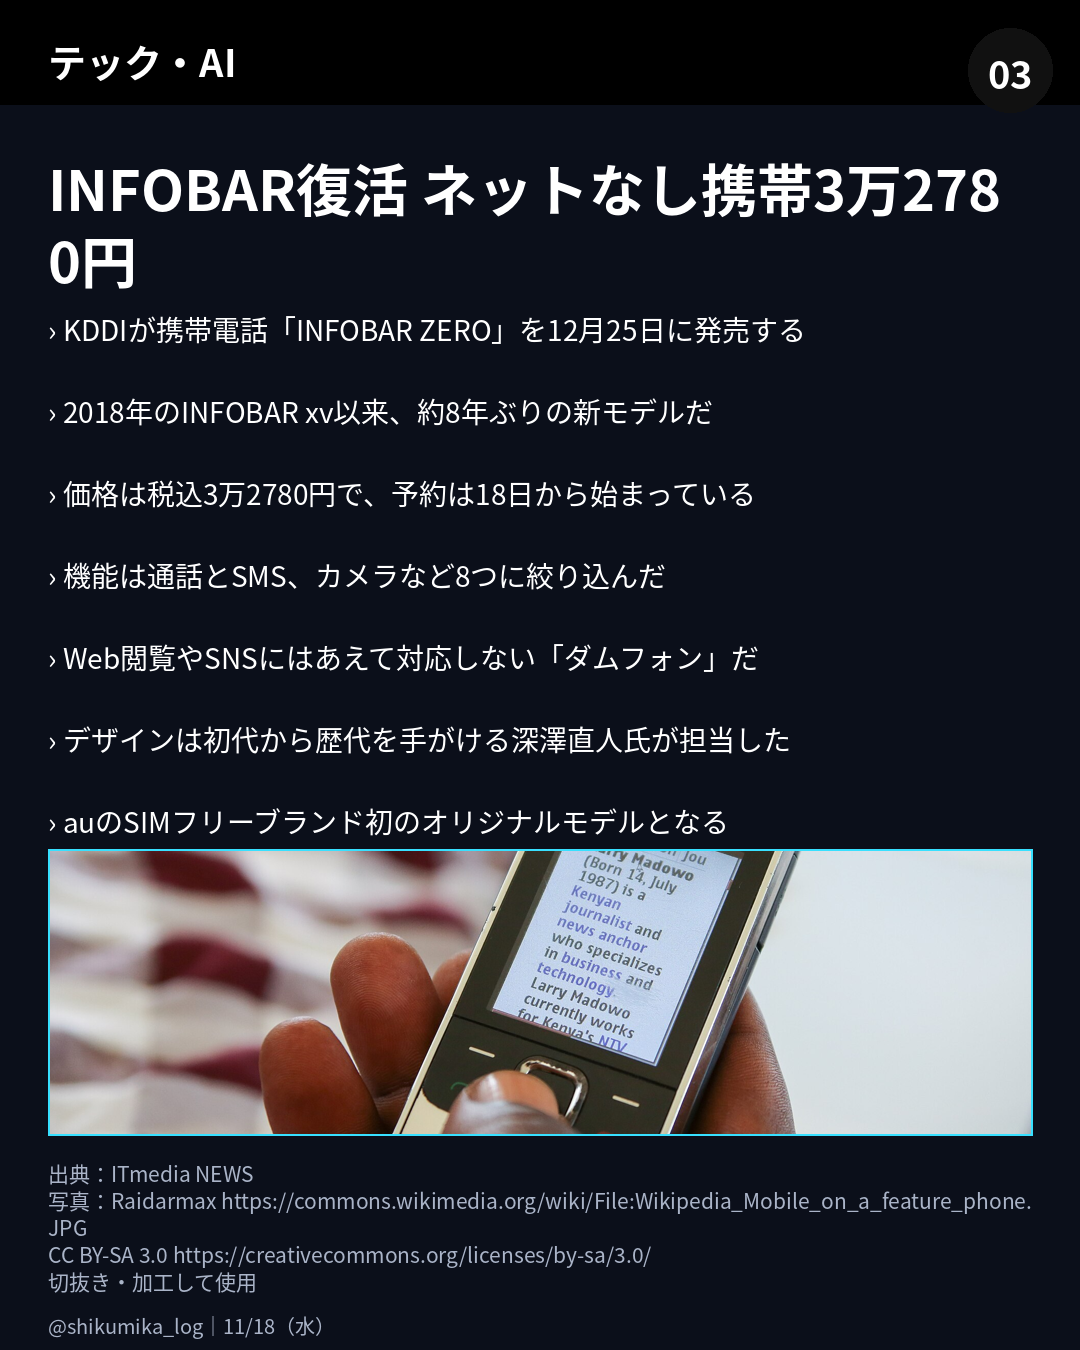 テック・AI
03
INFOBAR復活 ネットなし携帯3万278
0円
› KDDIが携帯電話「INFOBAR ZERO」を12月25日に発売する
› 2018年のINFOBAR xv以来、約8年ぶりの新モデルだ
› 価格は税込3万2780円で、予約は18日から始まっている
› 機能は通話とSMS、カメラなど8つに絞り込んだ
› Web閲覧やSNSにはあえて対応しない「ダムフォン」だ
› デザインは初代から歴代を手がける深澤直人氏が担当した
› auのSIMフリーブランド初のオリジナルモデルとなる
Larry Madowo
(Born 14, July
1987) is a
Kenyan
journalist and
news anchor
who specializes
in business and
technology.
Larry Madowo
currently works
for Kenya's NTV
出典：ITmedia NEWS
写真：Raidarmax https://commons.wikimedia.org/wiki/File:Wikipedia_Mobile_on_a_feature_phone.
JPG
CC BY-SA 3.0 https://creativecommons.org/licenses/by-sa/3.0/
切抜き・加工して使用
@shikumika_log｜11/18（水）